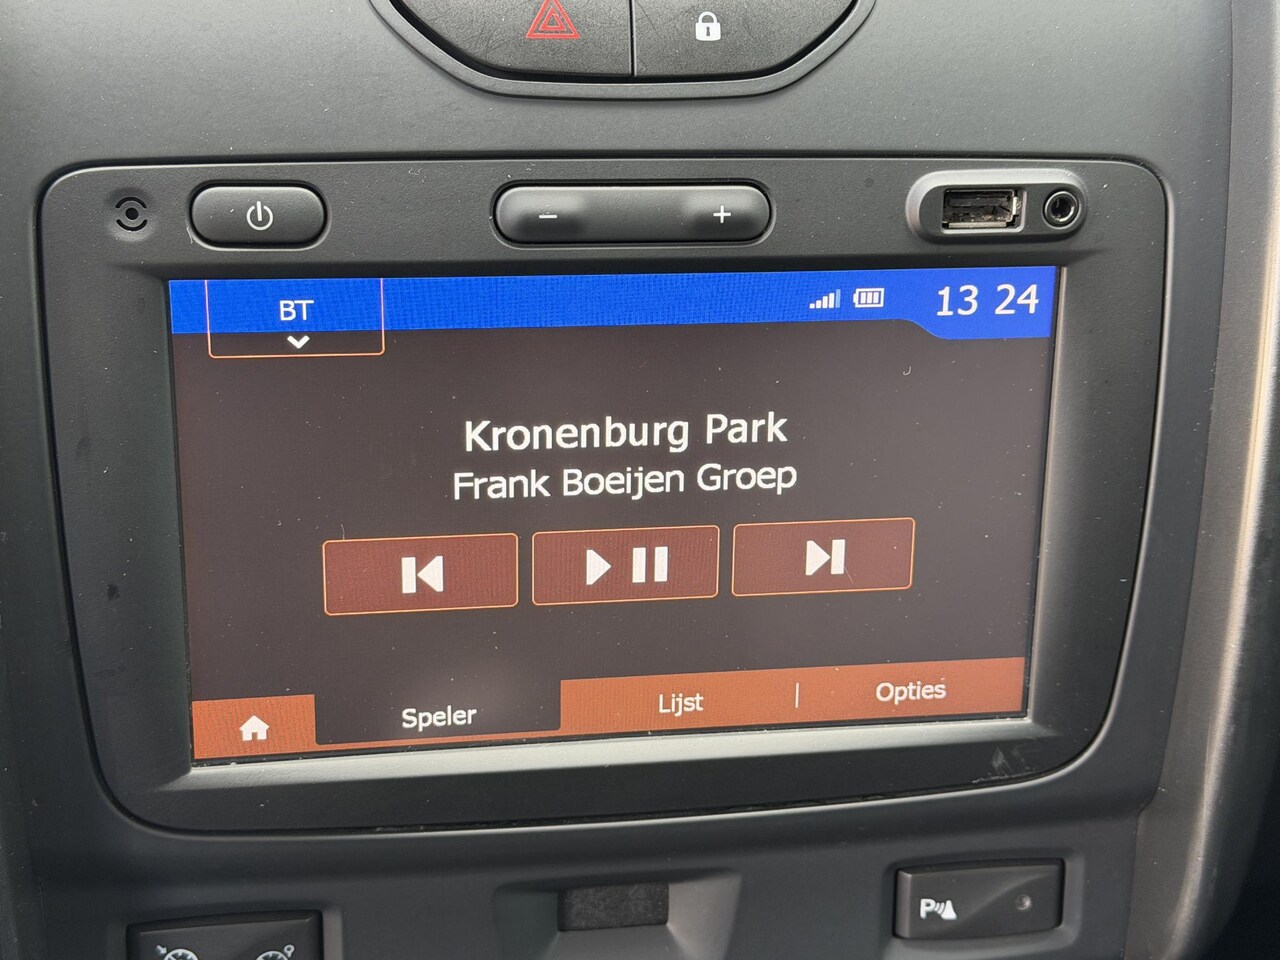 BT
13 24
Kronenburg Park
Frank Boeijen Groep
Speler
Lijst
Opties
P